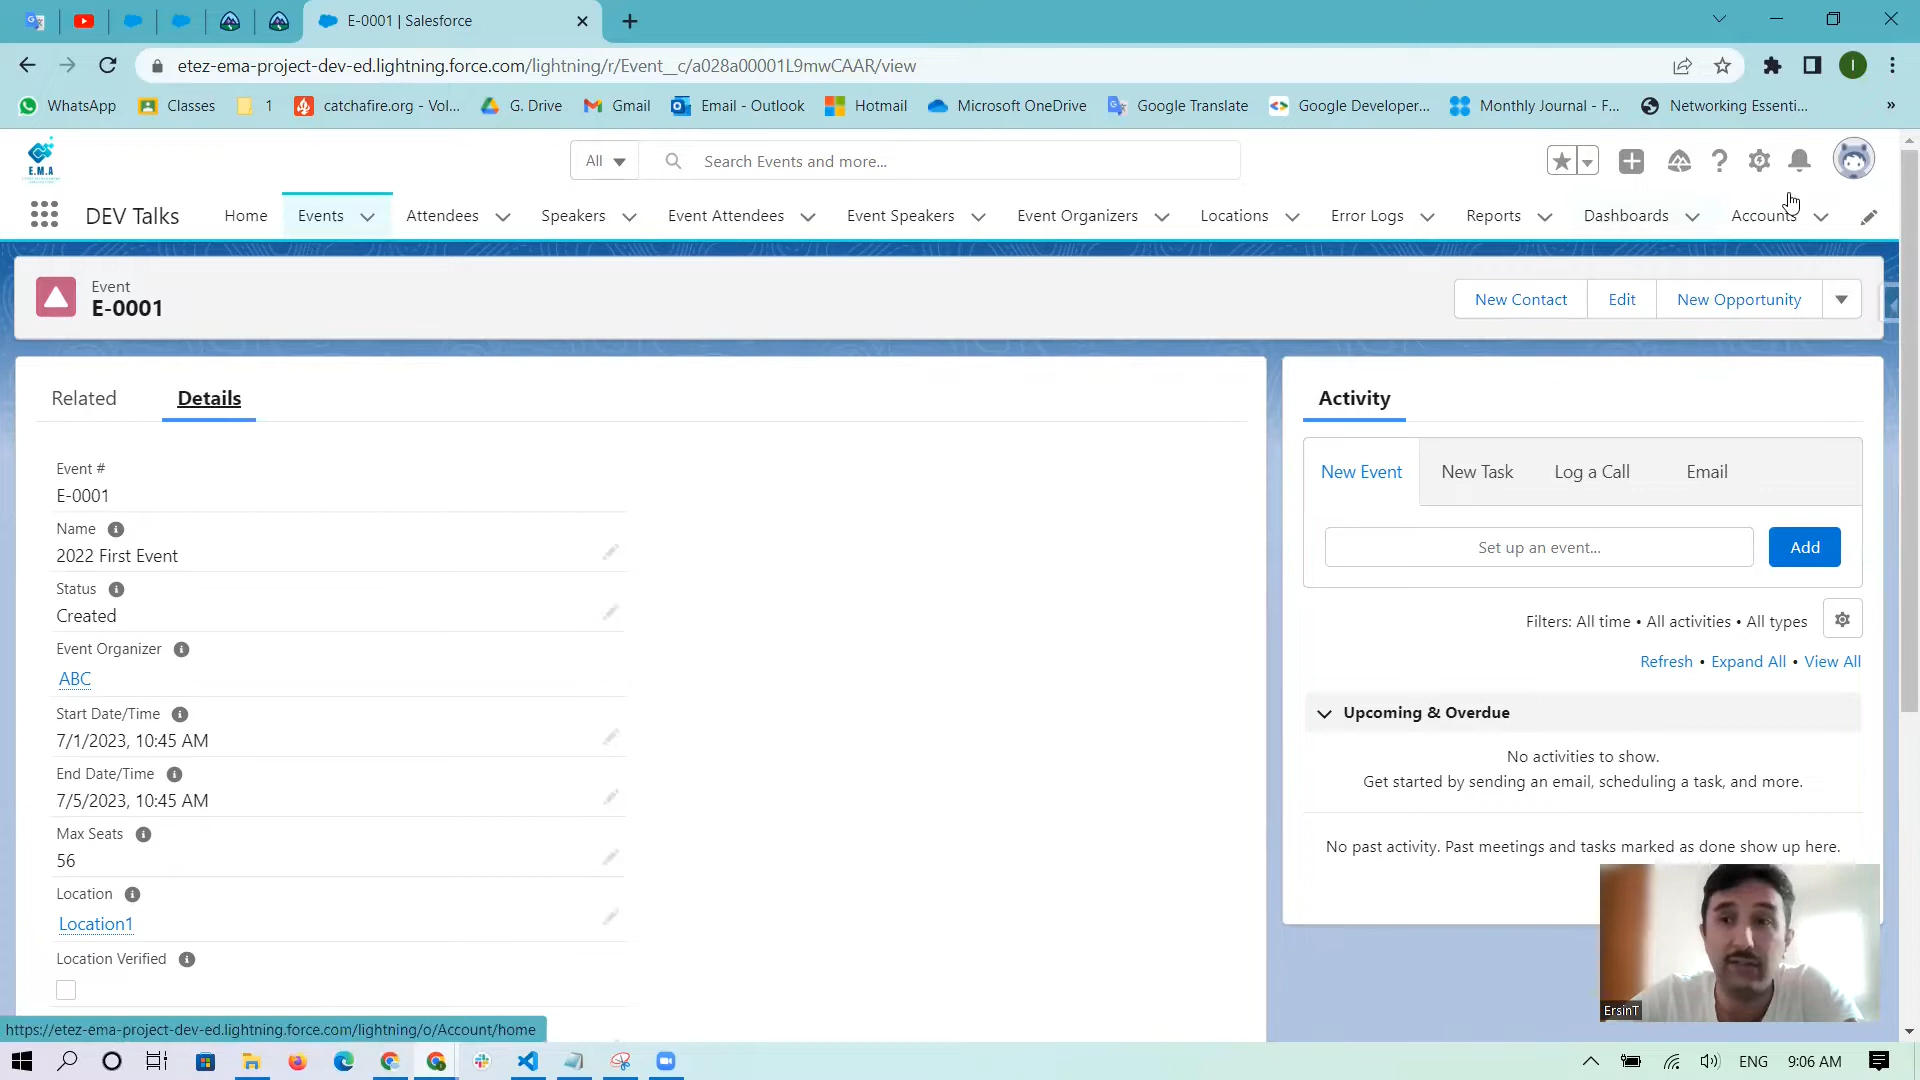 E-0001 | Salesforce
etez-ema-project-dev-ed.lightning.force.com/lightning/r/Event__c/a028a00001L9mwCAAR/view
I
WhatsApp Classes 1 catchafire.org - Vol... G. Drive Gmail Email - Outlook Hotmail Microsoft OneDrive Google Translate Google Developer... Monthly Journal - F... Networking Essenti... »
E.M.A
All Search Events and more...
DEV Talks Home Events Attendees Speakers Event Attendees Event Speakers Event Organizers Locations Error Logs Reports Dashboards Accounts
Event
E-0001
New Contact Edit New Opportunity
Related Details
Activity
Event #
E-0001
Name
2022 First Event
Status
Created
Event Organizer
ABC
Start Date/Time
7/1/2023, 10:45 AM
End Date/Time
7/5/2023, 10:45 AM
Max Seats
56
Location
Location1
Location Verified
New Event New Task Log a Call Email
Set up an event... Add
Filters: All time • All activities • All types
Refresh • Expand All • View All
Upcoming & Overdue
No activities to show.
Get started by sending an email, scheduling a task, and more.
No past activity. Past meetings and tasks marked as done show up here.
ErsinT
https://etez-ema-project-dev-ed.lightning.force.com/lightning/o/Account/home
ENG 9:06 AM